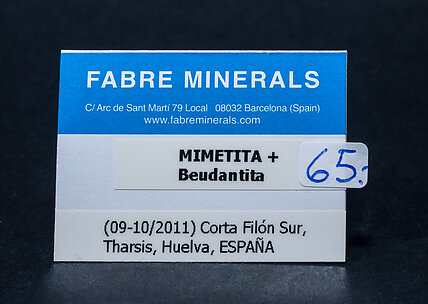 FABRE MINERALS
C/ Arc de Sant Martí 79 Local 08032 Barcelona (Spain)
www.fabreminerals.com
MIMETITA +
Beudantita
65.-
(09-10/2011) Corta Filón Sur,
Tharsis, Huelva, ESPAÑA